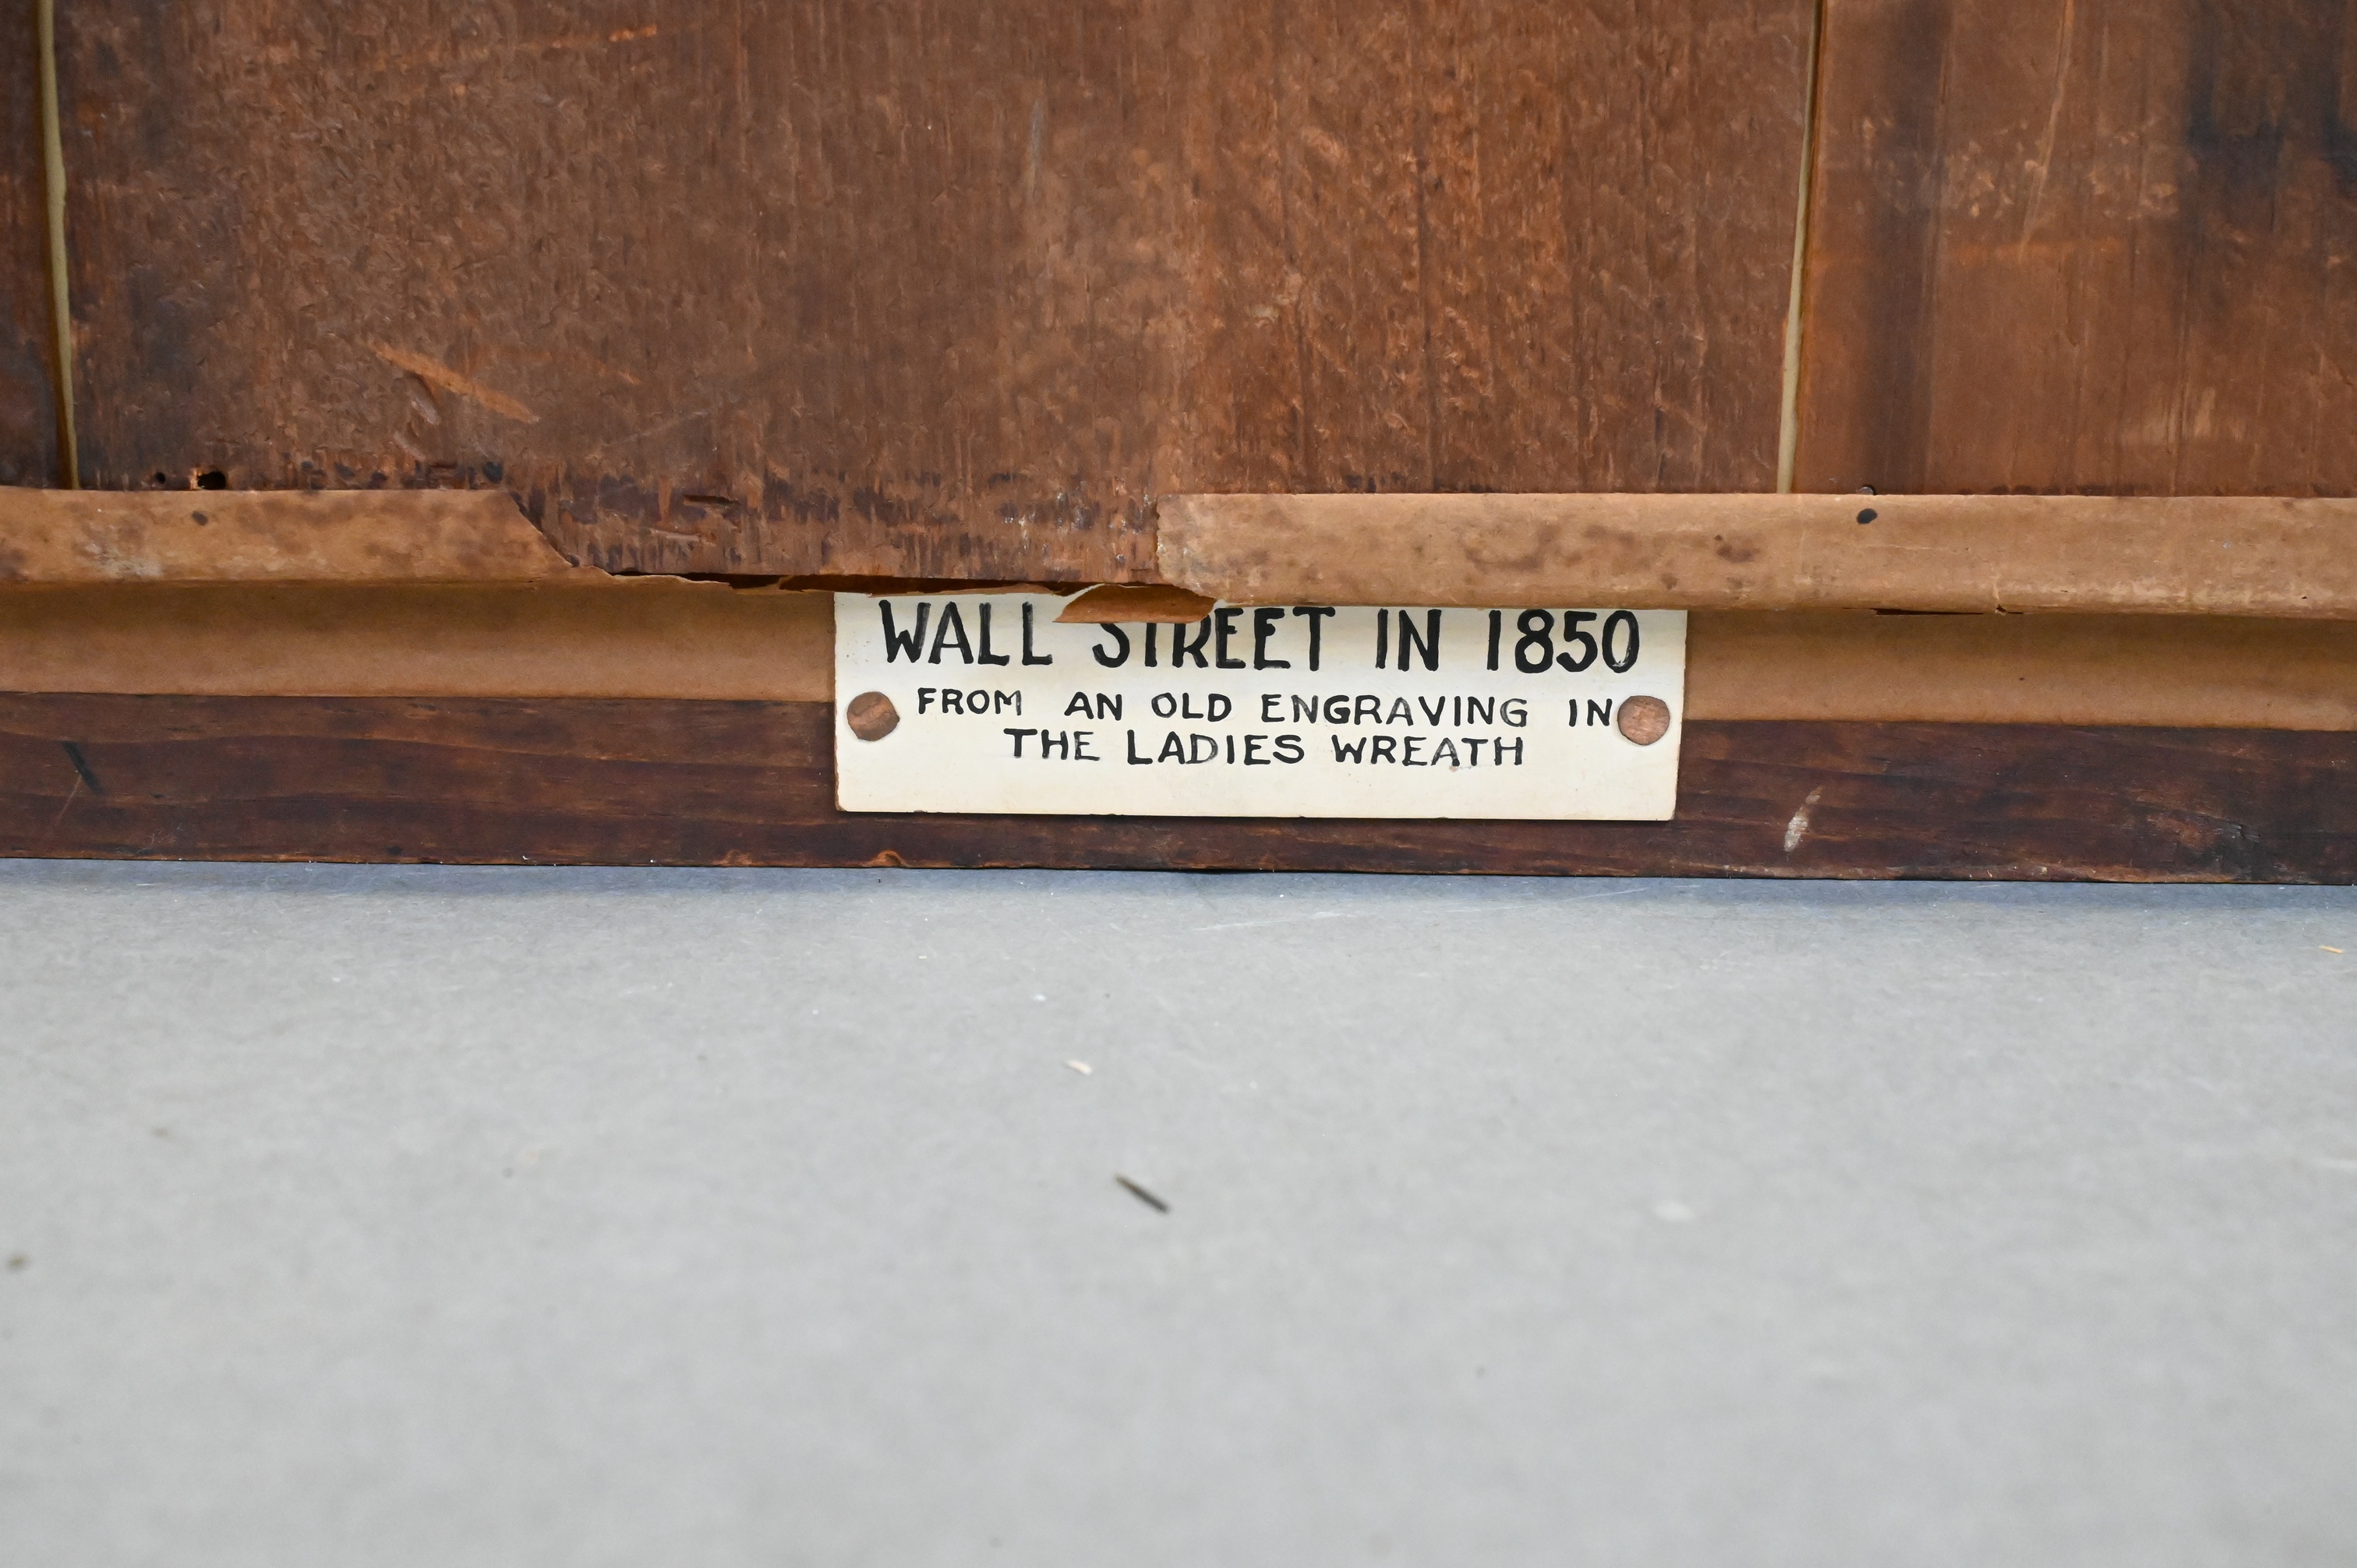 WALL STREET IN 1850
FROM AN OLD ENGRAVING IN
THE LADIES WREATH